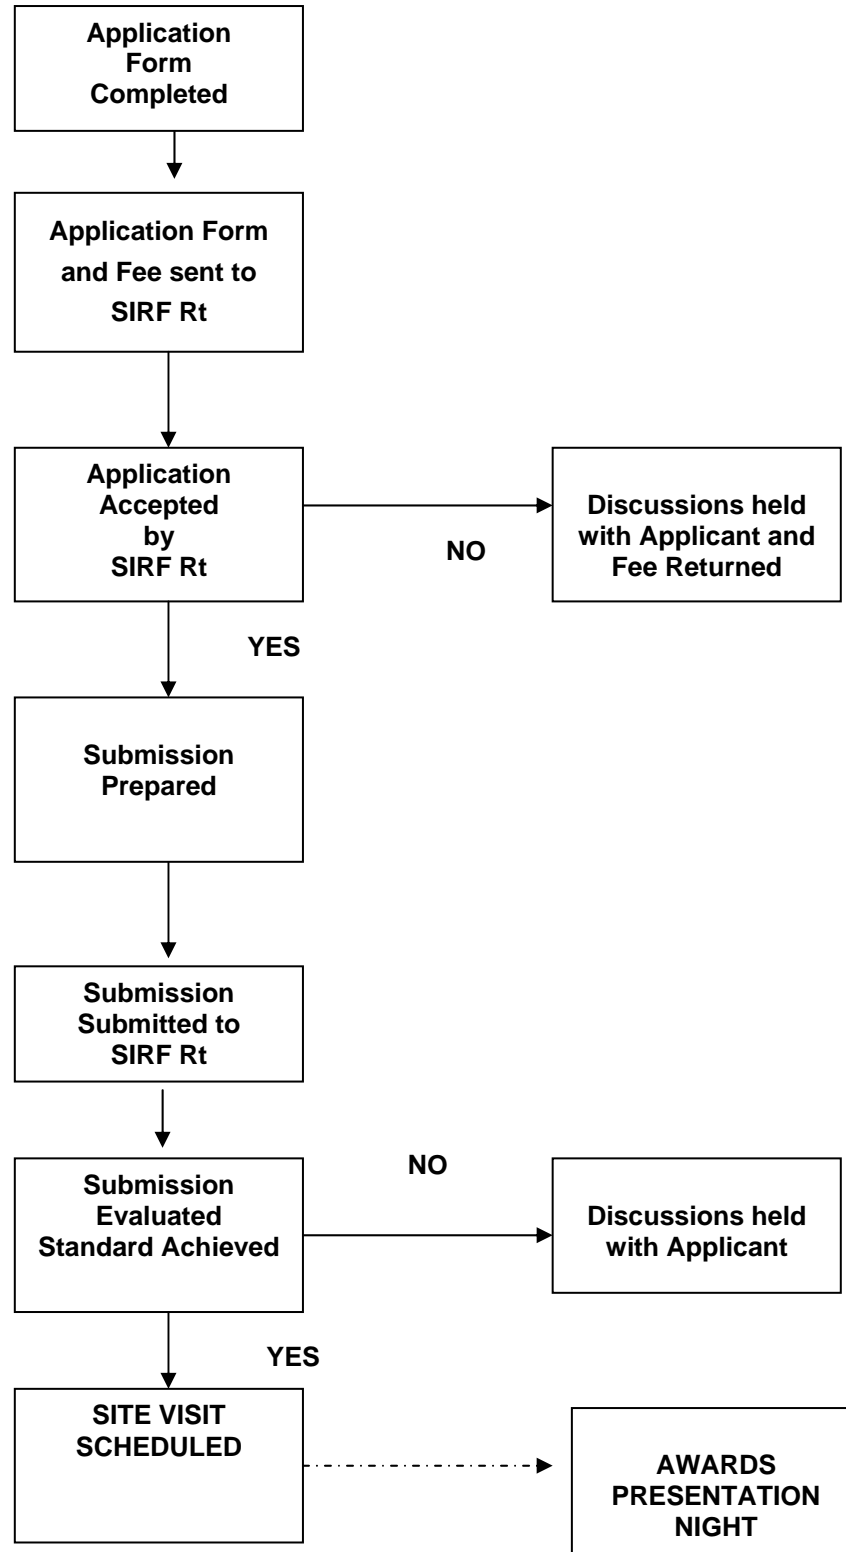 Application
Form
Completed
Application Form
and Fee sent to
SIRF Rt
Application
Accepted
by
SIRF Rt
NO
Discussions held
with Applicant and
Fee Returned
YES
Submission
Prepared
Submission
Submitted to
SIRF Rt
Submission
Evaluated
Standard Achieved
NO
Discussions held
with Applicant
YES
SITE VISIT
SCHEDULED
AWARDS
PRESENTATION
NIGHT